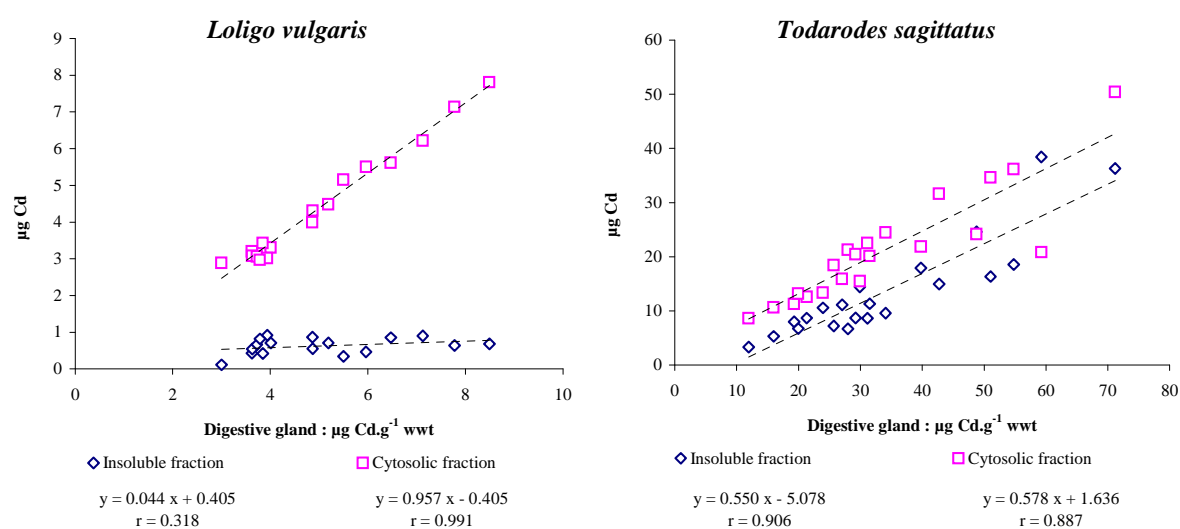 Loligo vulgaris
9
8
7
6
5
4
3
2
1
0
µg Cd
0 2 4 6 8 10
Digestive gland : µg Cd.g-1 wwt
Insoluble fraction Cytosolic fraction
y = 0.044 x + 0.405 y = 0.957 x - 0.405
r = 0.318 r = 0.991
Todarodes sagittatus
60
50
40
30
20
10
0
µg Cd
0 10 20 30 40 50 60 70 80
Digestive gland : µg Cd.g-1 wwt
Insoluble fraction Cytosolic fraction
y = 0.550 x - 5.078 y = 0.578 x + 1.636
r = 0.906 r = 0.887